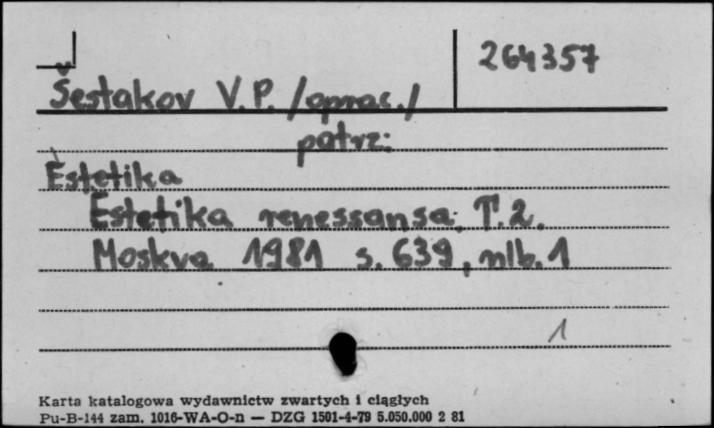 264357
Šestakov V.P. /oprac./
patrz:
Èstetika
Èstetika renessansa. T.2.
Moskva 1981 s. 639, nlb. 1
1
Karta katalogowa wydawnictw zwartych i ciągłych
Pu-B-144 zam. 1016-WA-O-n — DZG 1501-4-79 5.050.000 2 81